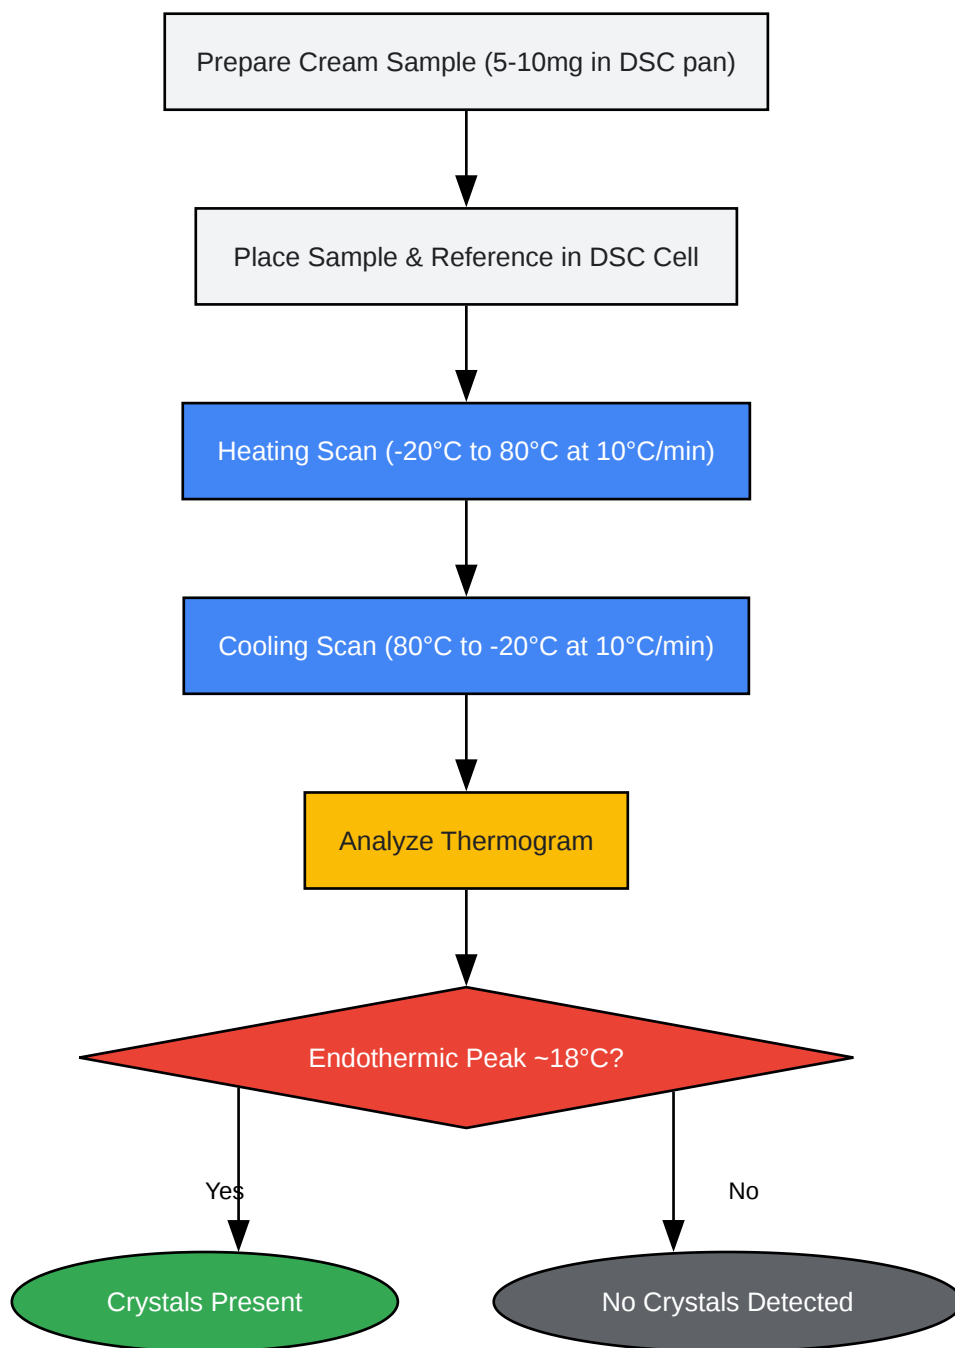 Prepare Cream Sample (5-10mg in DSC pan)
Place Sample & Reference in DSC Cell
Heating Scan (-20°C to 80°C at 10°C/min)
Cooling Scan (80°C to -20°C at 10°C/min)
Analyze Thermogram
Endothermic Peak ~18°C?
Yes
No
Crystals Present
No Crystals Detected